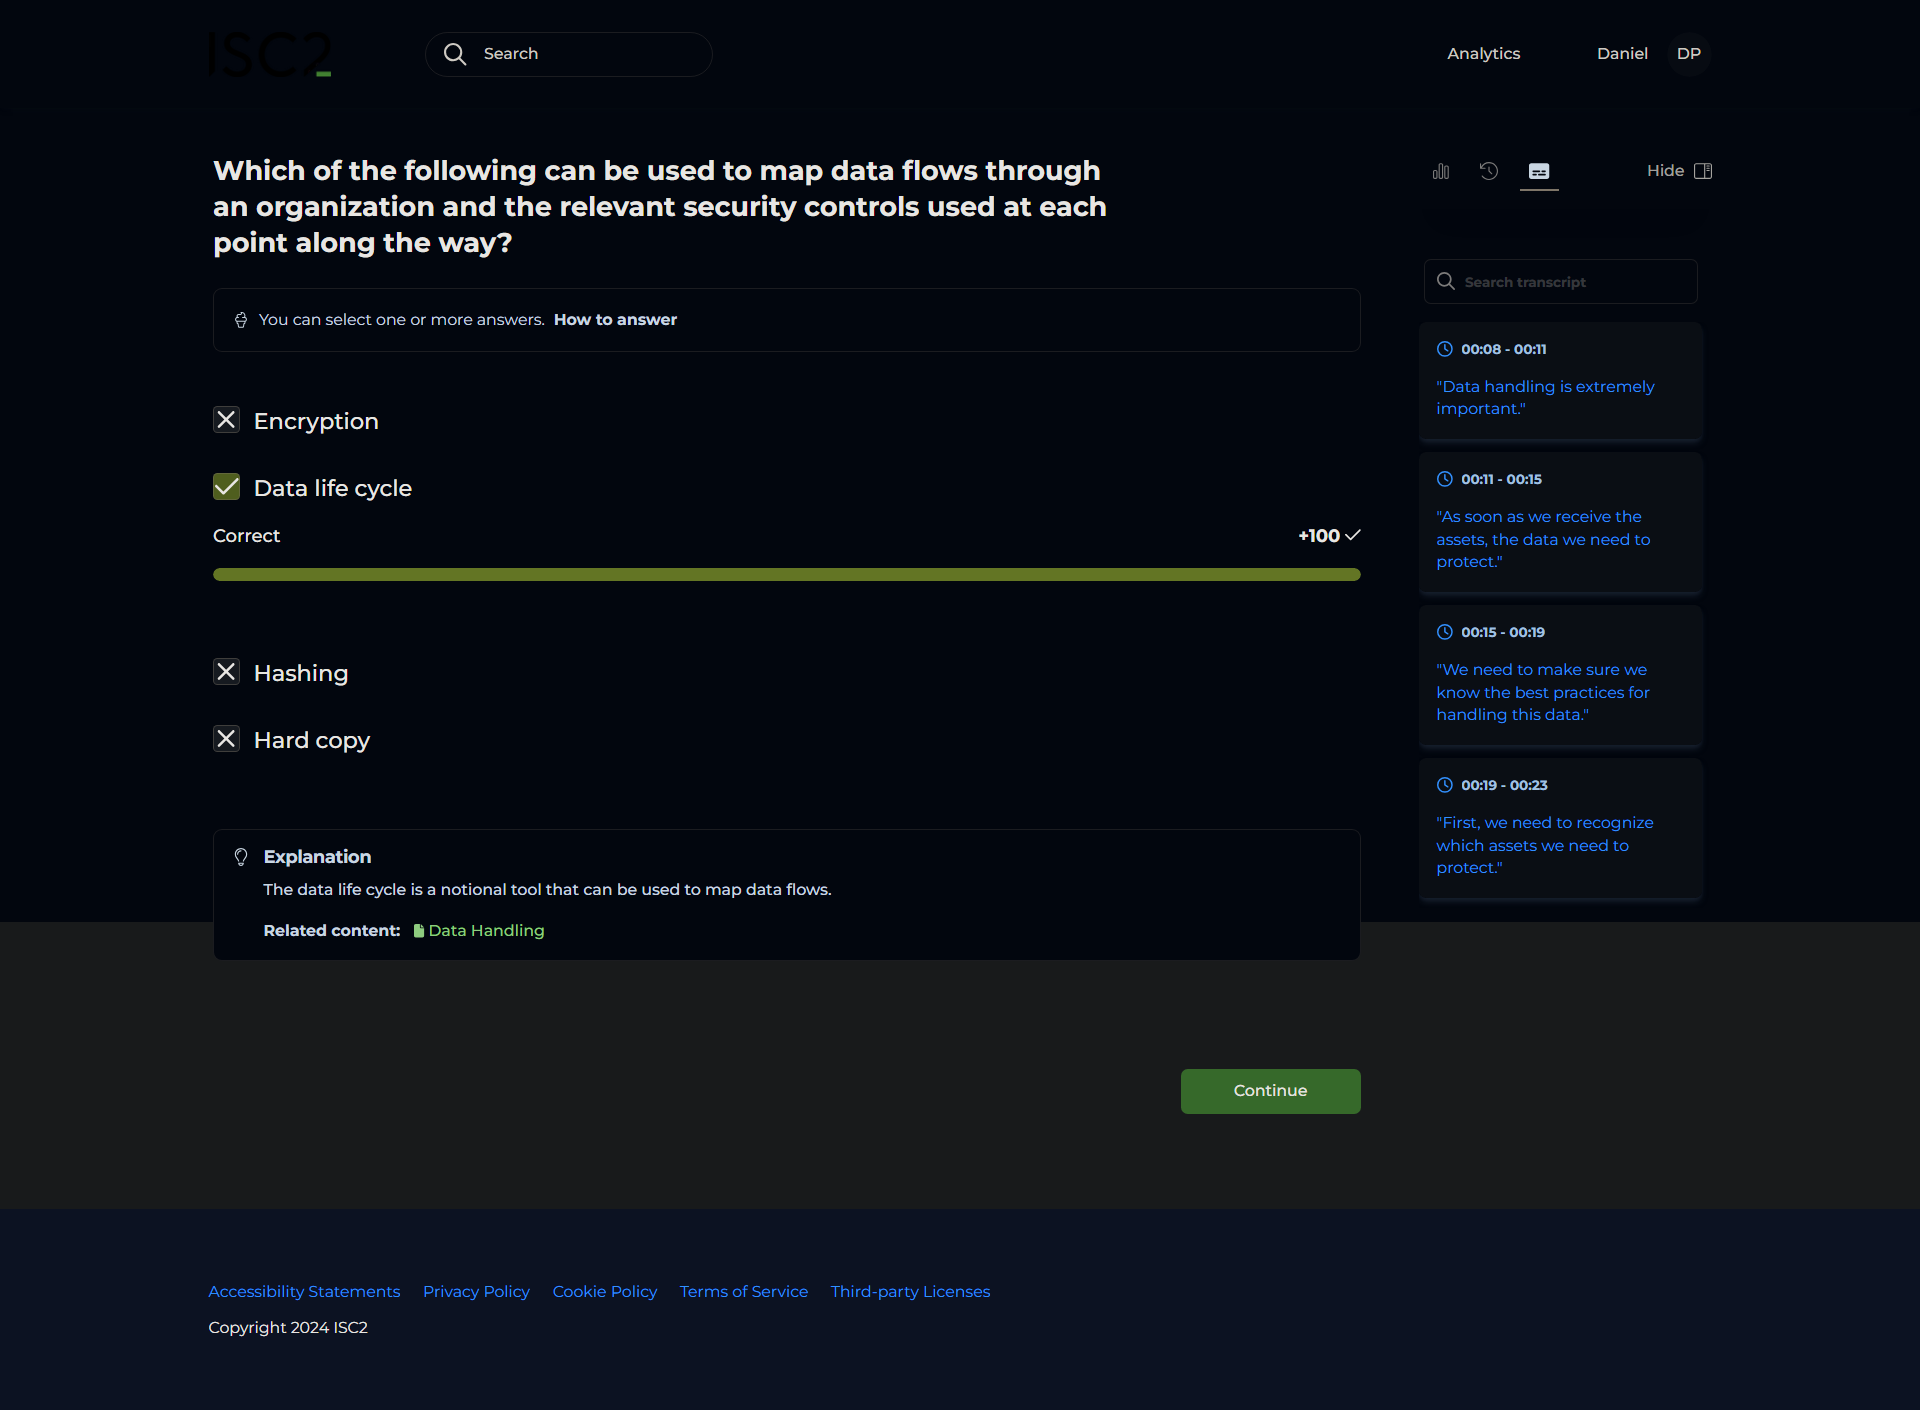 ISC2
Search
Analytics
Daniel
DP
Which of the following can be used to map data flows through
an organization and the relevant security controls used at each
point along the way?
You can select one or more answers. How to answer
Encryption
Data life cycle
Correct
+100
Hashing
Hard copy
Explanation
The data life cycle is a notional tool that can be used to map data flows.
Related content: Data Handling
Continue
Hide
Search transcript
00:08 - 00:11
"Data handling is extremely
important."
00:11 - 00:15
"As soon as we receive the
assets, the data we need to
protect."
00:15 - 00:19
"We need to make sure we
know the best practices for
handling this data."
00:19 - 00:23
"First, we need to recognize
which assets we need to
protect."
Accessibility Statements Privacy Policy Cookie Policy Terms of Service Third-party Licenses
Copyright 2024 ISC2